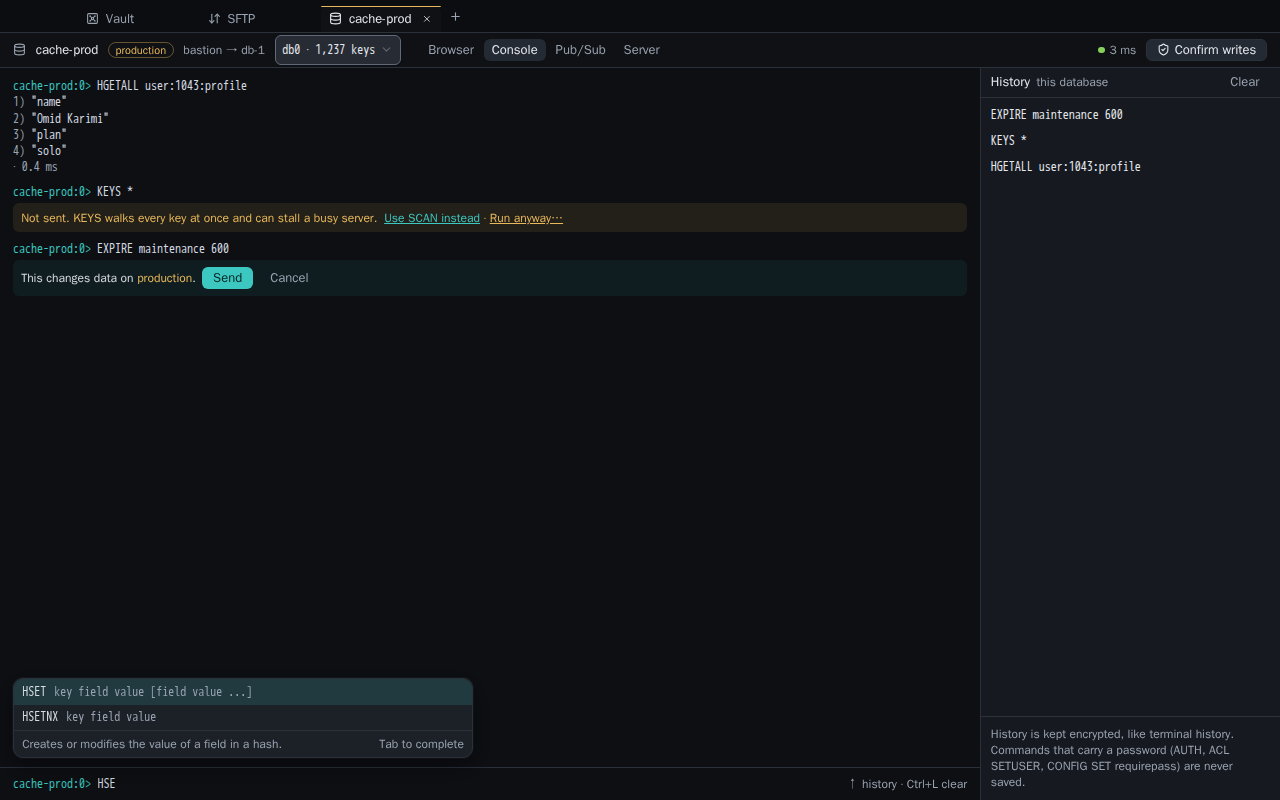 Vault
SFTP
cache-prod ×
+
cache-prod production bastion → db-1 db0 · 1,237 keys Browser Console Pub/Sub Server 3 ms Confirm writes
cache-prod:0> HGETALL user:1043:profile
1) "name"
2) "Omid Karimi"
3) "plan"
4) "solo"
· 0.4 ms
cache-prod:0> KEYS *
Not sent. KEYS walks every key at once and can stall a busy server. Use SCAN instead · Run anyway…
cache-prod:0> EXPIRE maintenance 600
This changes data on production. Send Cancel
HSET key field value [field value ...]
HSETNX key field value
Creates or modifies the value of a field in a hash. Tab to complete
cache-prod:0> HSE ↑ history · Ctrl+L clear
History this database Clear
EXPIRE maintenance 600
KEYS *
HGETALL user:1043:profile
History is kept encrypted, like terminal history.
Commands that carry a password (AUTH, ACL
SETUSER, CONFIG SET requirepass) are never
saved.